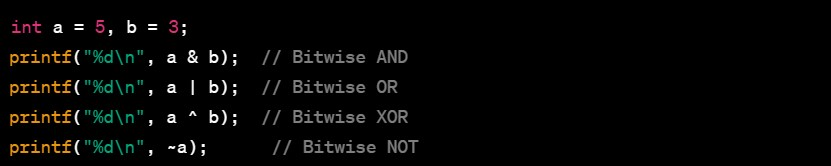 int a = 5, b = 3;
printf("%d\n", a & b);  // Bitwise AND
printf("%d\n", a | b);  // Bitwise OR
printf("%d\n", a ^ b);  // Bitwise XOR
printf("%d\n", ~a);      // Bitwise NOT